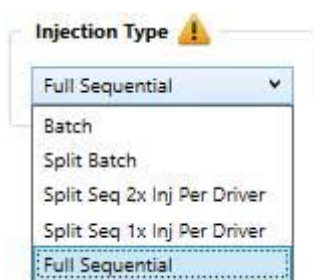 Injection Type
Full Sequential
Batch
Split Batch
Split Seq 2x Inj Per Driver
Split Seq 1x Inj Per Driver
Full Sequential